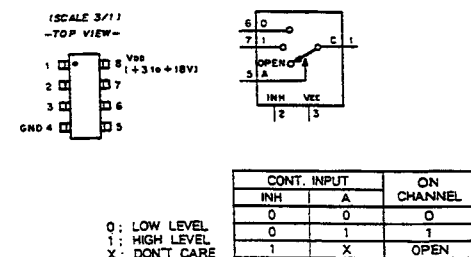 (SCALE 3/1)
-TOP VIEW-
1
8 VDD
(+3 to +18V)
2
7
3
6
GND 4
5
6 0
7 1
C 1
OPEN
5 A
INH VEE
2 3
CONT. INPUT
ON CHANNEL
INH A
0 0 0
0 1 1
1 X OPEN
0: LOW LEVEL
1: HIGH LEVEL
X: DON'T CARE